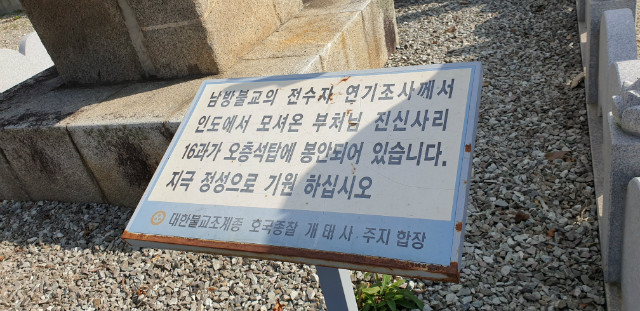 남방불교의 전수자 연기조사께서
인도에서 모셔온 부처님 진신사리
16과가 오층석탑에 봉안되어 있습니다.
지극 정성으로 기원 하십시오
대한불교조계종 호국총찰 개태사 주지 합장